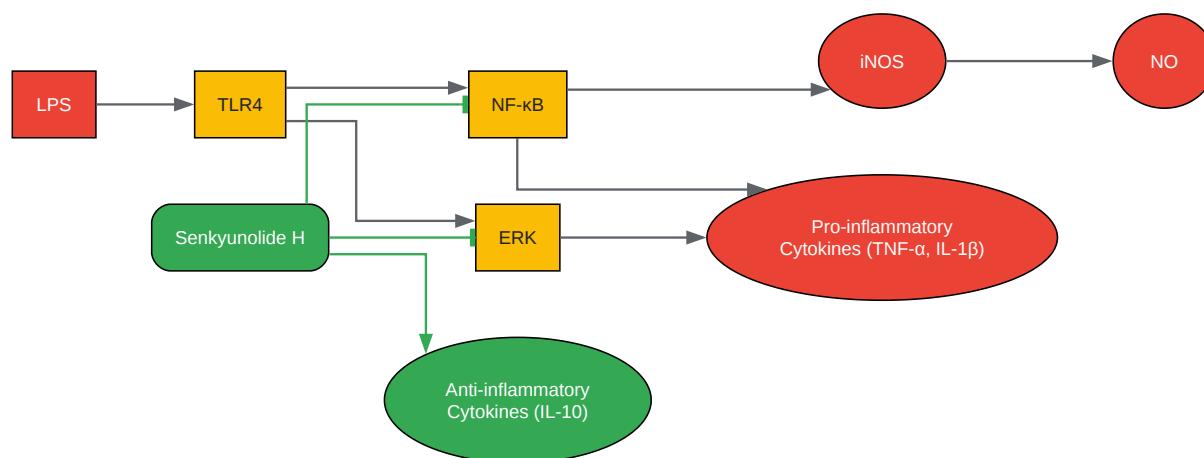 iNOS
NO
LPS
TLR4
NF-κB
Senkyunolide H
ERK
Pro-inflammatory
Cytokines (TNF-α, IL-1β)
Anti-inflammatory
Cytokines (IL-10)